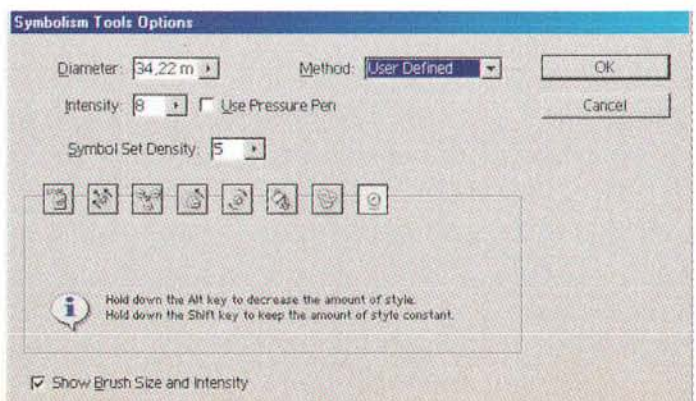 Symbolism Tools Options
Diameter: 34,22 m Method: User Defined OK
Intensity: 8 Use Pressure Pen Cancel
Symbol Set Density: 5
Hold down the Alt key to decrease the amount of style.
Hold down the Shift key to keep the amount of style constant.
Show Brush Size and Intensity